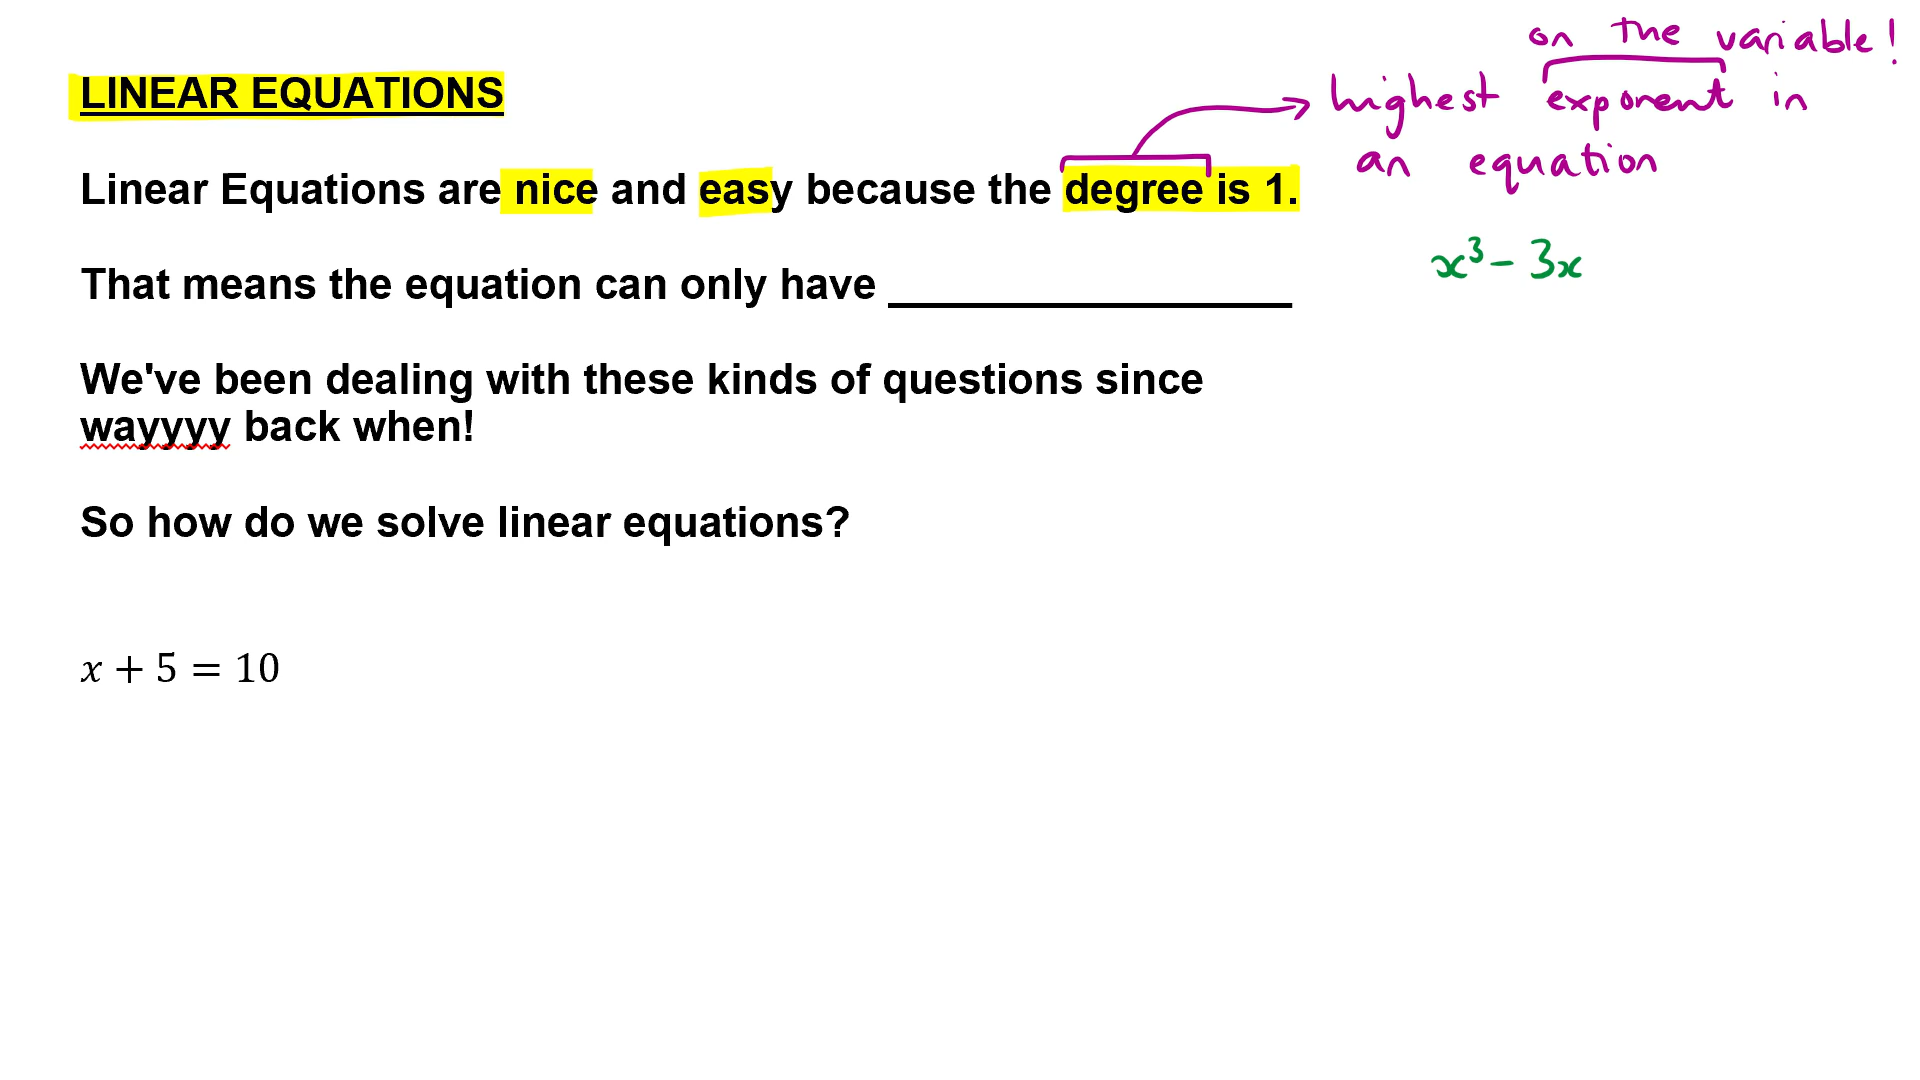 on the variable!
LINEAR EQUATIONS
highest exponent in
an equation
Linear Equations are nice and easy because the degree is 1.
x³ - 3x
That means the equation can only have _________________
We've been dealing with these kinds of questions since
wayyyy back when!
So how do we solve linear equations?
x + 5 = 10